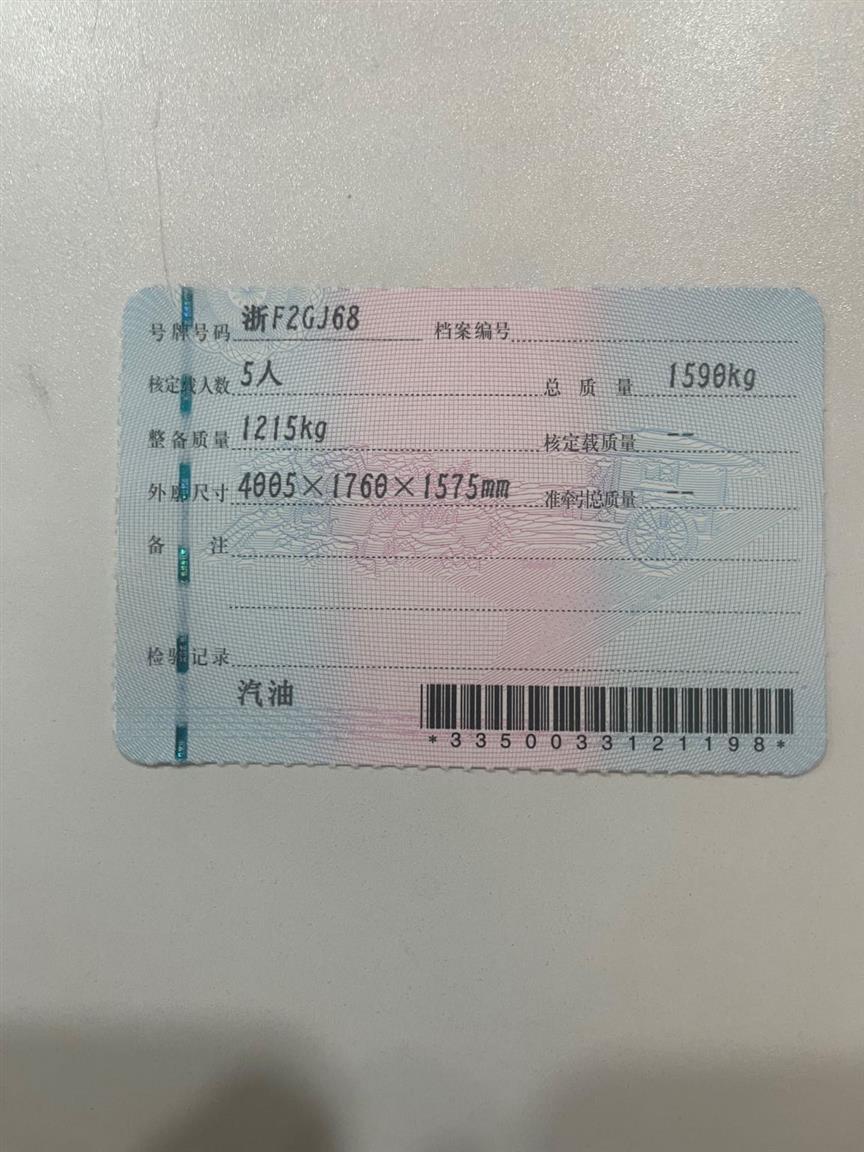 号牌号码 浙F2GJ68 档案编号
核定载人数 5人 总质量 1590kg
整备质量 1215kg 核定载质量 --
外廓尺寸 4005×1760×1575mm 准牵引总质量 --
备注
检验记录
汽油
*3350033121198*